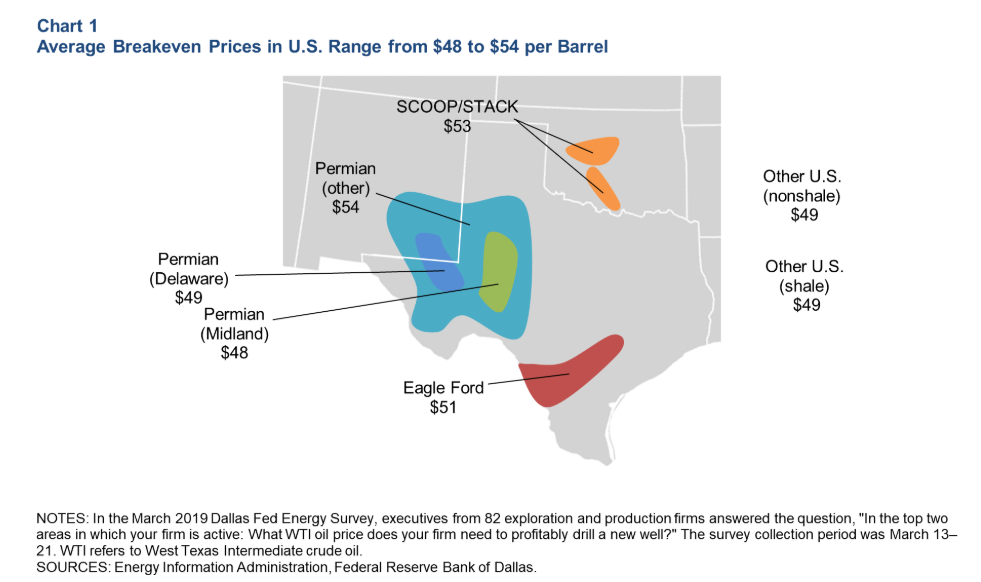 Chart 1
Average Breakeven Prices in U.S. Range from $48 to $54 per Barrel
SCOOP/STACK
$53
Permian
(other)
$54
Other U.S.
(nonshale)
$49
Permian
(Delaware)
$49
Other U.S.
(shale)
$49
Permian
(Midland)
$48
Eagle Ford
$51
NOTES: In the March 2019 Dallas Fed Energy Survey, executives from 82 exploration and production firms answered the question, "In the top two
areas in which your firm is active: What WTI oil price does your firm need to profitably drill a new well?" The survey collection period was March 13–
21. WTI refers to West Texas Intermediate crude oil.
SOURCES: Energy Information Administration, Federal Reserve Bank of Dallas.